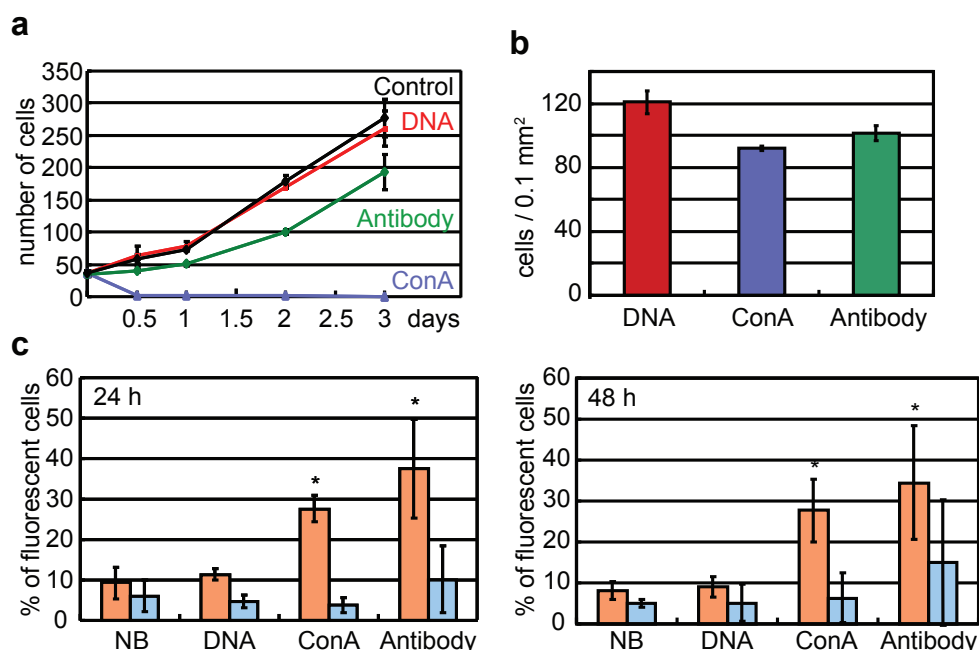 a
number of cells
350
300
250
200
150
100
50
0
0.5 1 1.5 2 2.5 3 days
Control
DNA
Antibody
ConA
b
cells / 0.1 mm²
120
80
40
0
DNA ConA Antibody
c
% of fluorescent cells
60
50
40
30
20
10
0
24 h
* *
NB DNA ConA Antibody
% of fluorescent cells
60
50
40
30
20
10
0
48 h
* *
NB DNA ConA Antibody